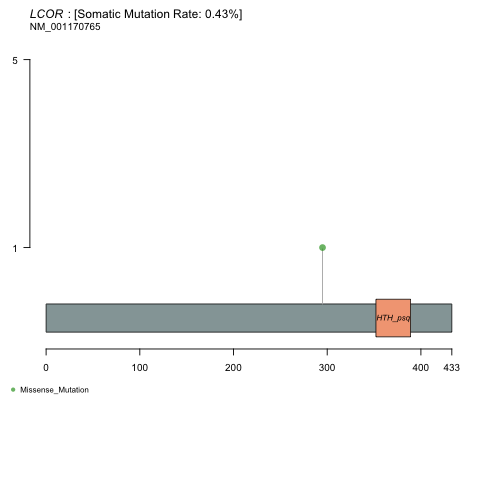 LCOR : [Somatic Mutation Rate: 0.43%]
NM_001170765
5
1
HTH_psq
0 100 200 300 400 433
Missense_Mutation